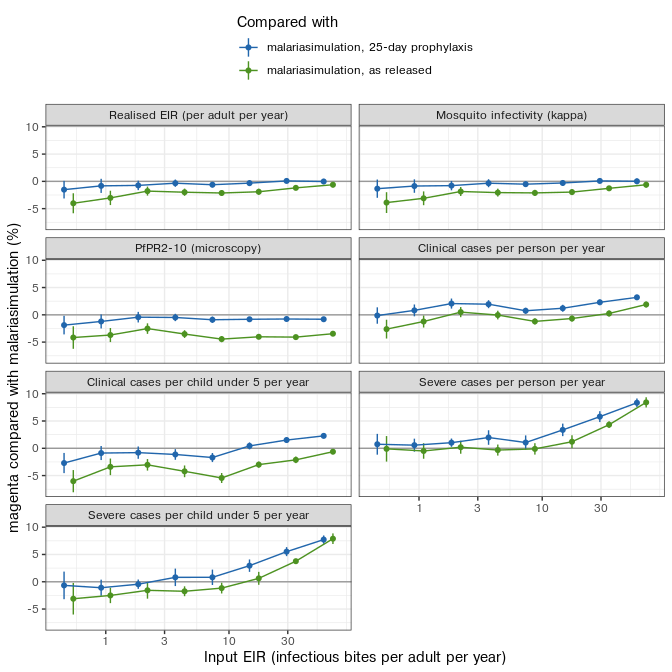 Compared with
malariasimulation, 25-day prophylaxis
malariasimulation, as released
Realised EIR (per adult per year)
Mosquito infectivity (kappa)
10
5
0
-5
PfPR2-10 (microscopy)
Clinical cases per person per year
10
5
0
-5
Clinical cases per child under 5 per year
Severe cases per person per year
10
5
0
-5
1
3
10
30
Severe cases per child under 5 per year
10
5
0
-5
1
3
10
30
magenta compared with malariasimulation (%)
Input EIR (infectious bites per adult per year)